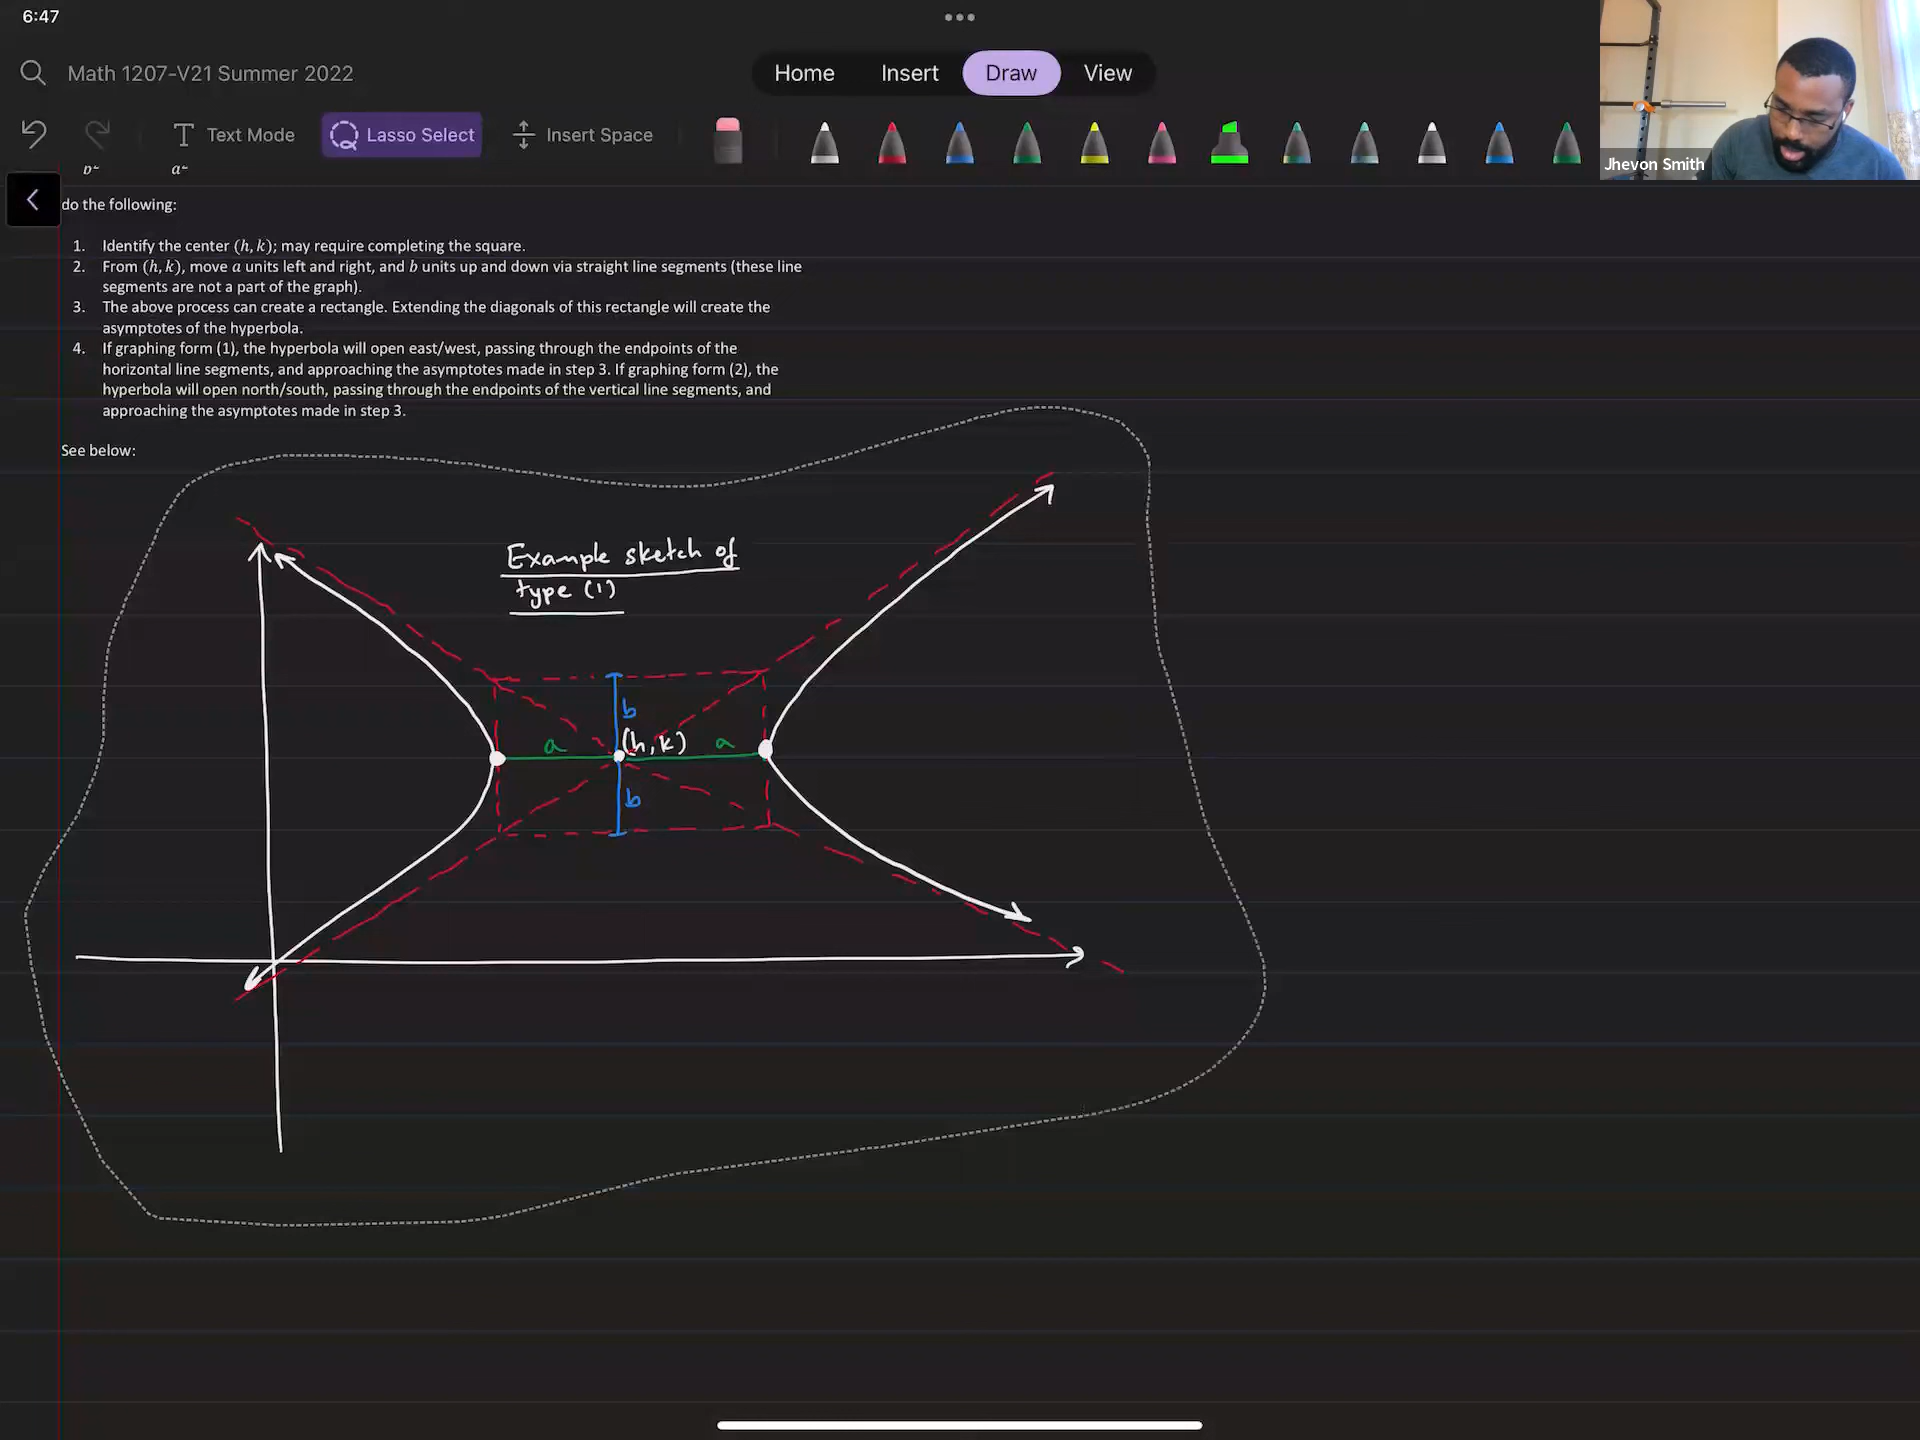 6:47
Math 1207-V21 Summer 2022
Home Insert Draw View
Text Mode Lasso Select Insert Space
Jhevon Smith
b² a²
do the following:
1. Identify the center (h, k); may require completing the square.
2. From (h, k), move a units left and right, and b units up and down via straight line segments (these line
segments are not a part of the graph).
3. The above process can create a rectangle. Extending the diagonals of this rectangle will create the
asymptotes of the hyperbola.
4. If graphing form (1), the hyperbola will open east/west, passing through the endpoints of the
horizontal line segments, and approaching the asymptotes made in step 3. If graphing form (2), the
hyperbola will open north/south, passing through the endpoints of the vertical line segments, and
approaching the asymptotes made in step 3.
See below:
Example sketch of
type (1)
b
a (h, k) a
b